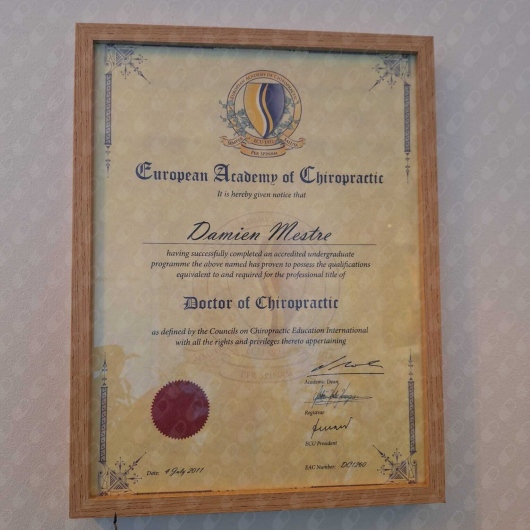 European Academy of Chiropractic
It is hereby given notice that
Damien Mestre
having successfully completed an accredited undergraduate
programme the above named has proven to possess the qualifications
equivalent to and required for the professional title of
Doctor of Chiropractic
as defined by the Councils on Chiropractic Education International
with all the rights and privileges thereto appertaining
Academic Dean
Registrar
ECU President
Date: 4 July 2011
EAC Number: